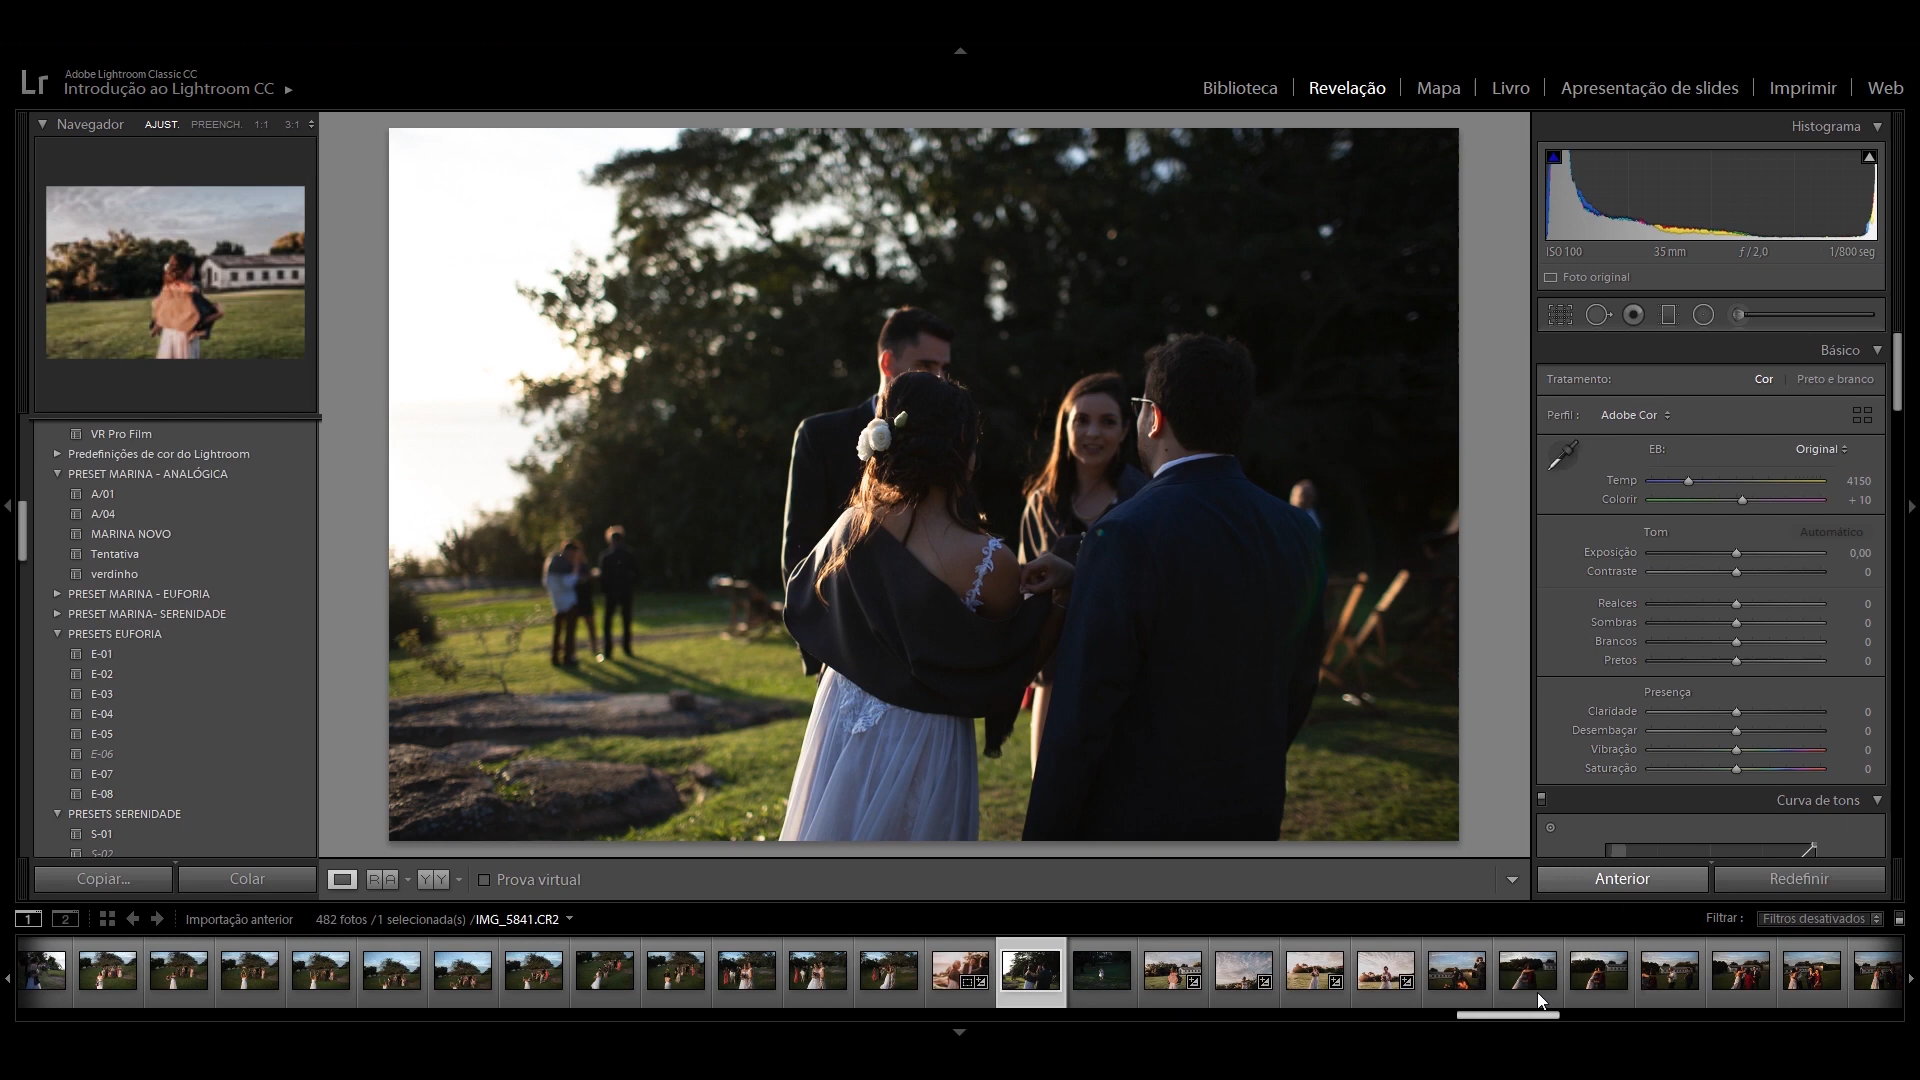 Lr
Adobe Lightroom Classic CC
Introdução ao Lightroom CC
Biblioteca
Revelação
Mapa
Livro
Apresentação de slides
Imprimir
Web
Navegador
AJUST.
PREENCH.
1:1
3:1
VR Pro Film
Predefinições de cor do Lightroom
PRESET MARINA - ANALÓGICA
A/01
A/04
MARINA NOVO
Tentativa
verdinho
PRESET MARINA - EUFORIA
PRESET MARINA- SERENIDADE
PRESETS EUFORIA
E-01
E-02
E-03
E-04
E-05
E-06
E-07
E-08
PRESETS SERENIDADE
S-01
S-02
Copiar...
Colar
R A
Y Y
Prova virtual
Histograma
ISO 100
35 mm
ƒ / 2,0
1/800 seg
Foto original
Básico
Tratamento:
Cor
Preto e branco
Perfil :
Adobe Cor
EB:
Original
Temp
4150
Colorir
+ 10
Tom
Automático
Exposição
0,00
Contraste
0
Realces
0
Sombras
0
Brancos
0
Pretos
0
Presença
Claridade
0
Desembaçar
0
Vibração
0
Saturação
0
Curva de tons
Anterior
Redefinir
1
2
Importação anterior
482 fotos /1 selecionada(s) /IMG_5841.CR2
Filtrar :
Filtros desativados